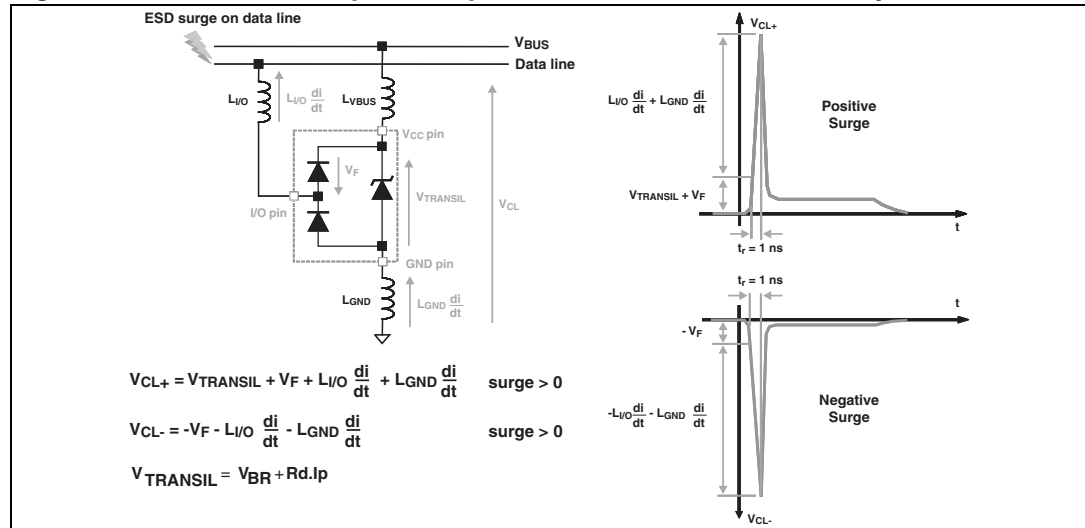 ESD surge on data line
VBUS
Data line
LI/O
LI/O di/dt
LVBUS
VCC pin
VF
VTRANSIL
VCL
I/O pin
GND pin
LGND
LGND di/dt
VCL+ = VTRANSIL + VF + LI/O di/dt + LGND di/dt surge > 0
VCL- = -VF - LI/O di/dt - LGND di/dt surge > 0
VTRANSIL = VBR + Rd.Ip
VCL+
LI/O di/dt + LGND di/dt
Positive
Surge
VTRANSIL + VF
t
tr = 1 ns
tr = 1 ns
t
- VF
-LI/O di/dt - LGND di/dt
Negative
Surge
VCL-